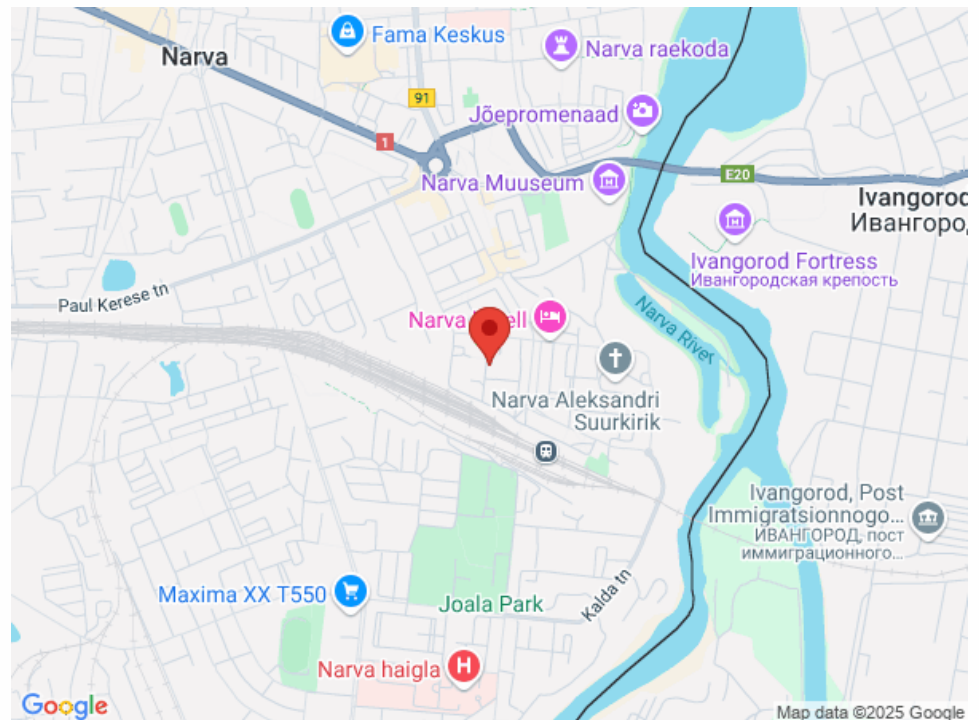 Fama Keskus
Narva raekoda
Narva
91
Jõepromenaad
1
E20
Narva Muuseum
Ivangorod
Ивангород
Ivangorod Fortress
Ивангородская крепость
Paul Kerese tn
Narva
ell
Narva River
Narva Aleksandri
Suurkirik
Ivangorod, Post
Immigratsionnogo...
ИВАНГОРОД, пост
иммиграционного...
Maxima XX T550
Kalda tn
Joala Park
Narva haigla
H
Google
Map data ©2025 Google